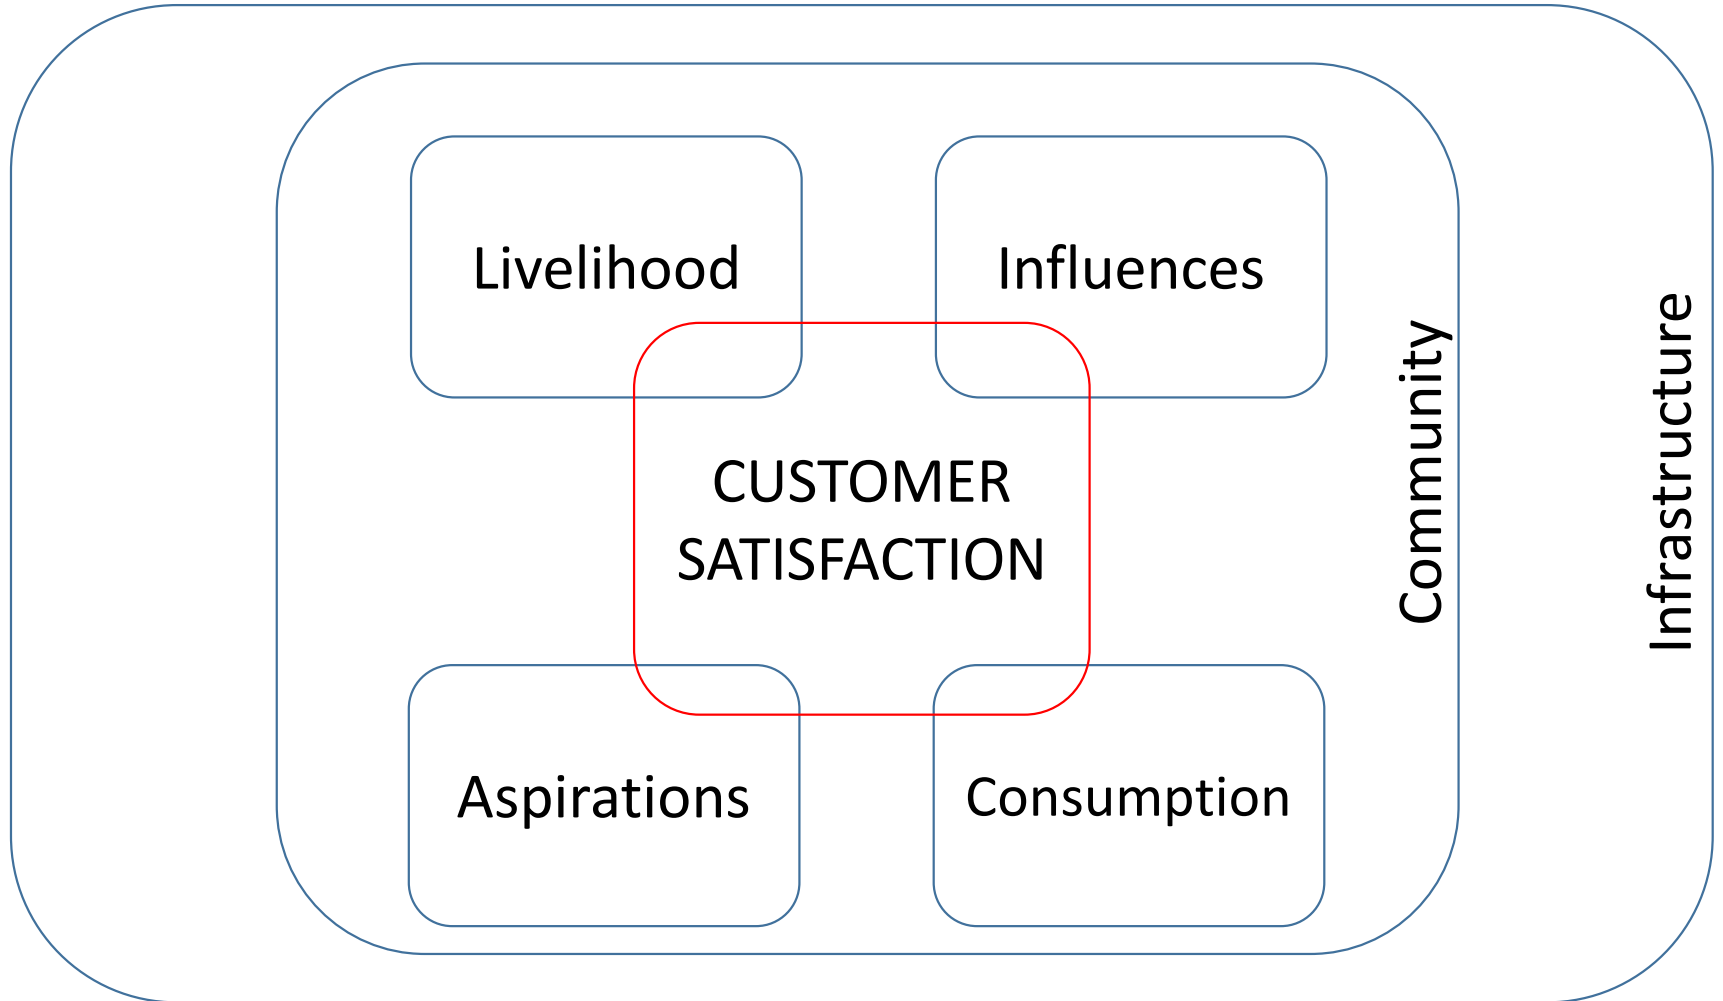 Livelihood
Influences
CUSTOMER
SATISFACTION
Aspirations
Consumption
Community
Infrastructure